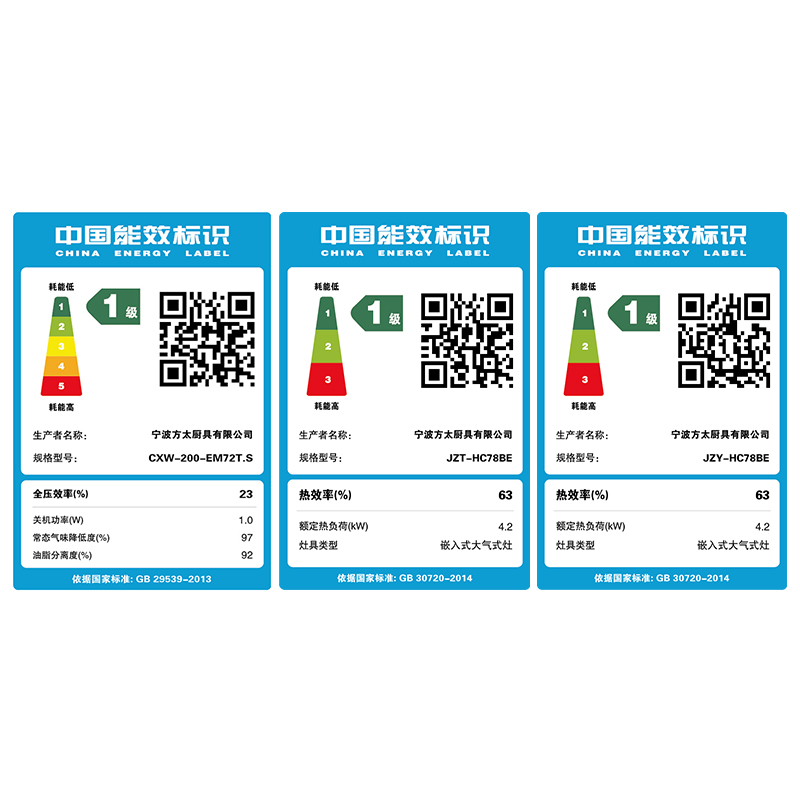 中国能效标识
CHINA ENERGY LABEL
耗能低
1
2
3
4
5
耗能高
1级
生产者名称: 宁波方太厨具有限公司
规格型号: CXW-200-EM72T.S
全压效率(%) 23
关机功率(W) 1.0
常态气味降低度(%) 97
油脂分离度(%) 92
依据国家标准: GB 29539-2013
中国能效标识
CHINA ENERGY LABEL
耗能低
1
2
3
耗能高
1级
生产者名称: 宁波方太厨具有限公司
规格型号: JZT-HC78BE
热效率(%) 63
额定热负荷(kW) 4.2
灶具类型 嵌入式大气式灶
依据国家标准: GB 30720-2014
中国能效标识
CHINA ENERGY LABEL
耗能低
1
2
3
耗能高
1级
生产者名称: 宁波方太厨具有限公司
规格型号: JZY-HC78BE
热效率(%) 63
额定热负荷(kW) 4.2
灶具类型 嵌入式大气式灶
依据国家标准: GB 30720-2014